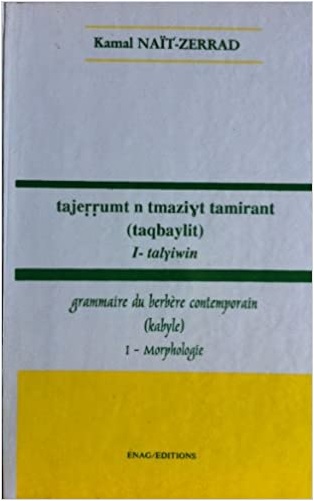 Kamal NAÏT-ZERRAD
tajeṛṛumt n tmaziɣt tamirant
(taqbaylit)
I- talɣiwin
grammaire du berbère contemporain
(kabyle)
I - Morphologie
ENAG/EDITIONS